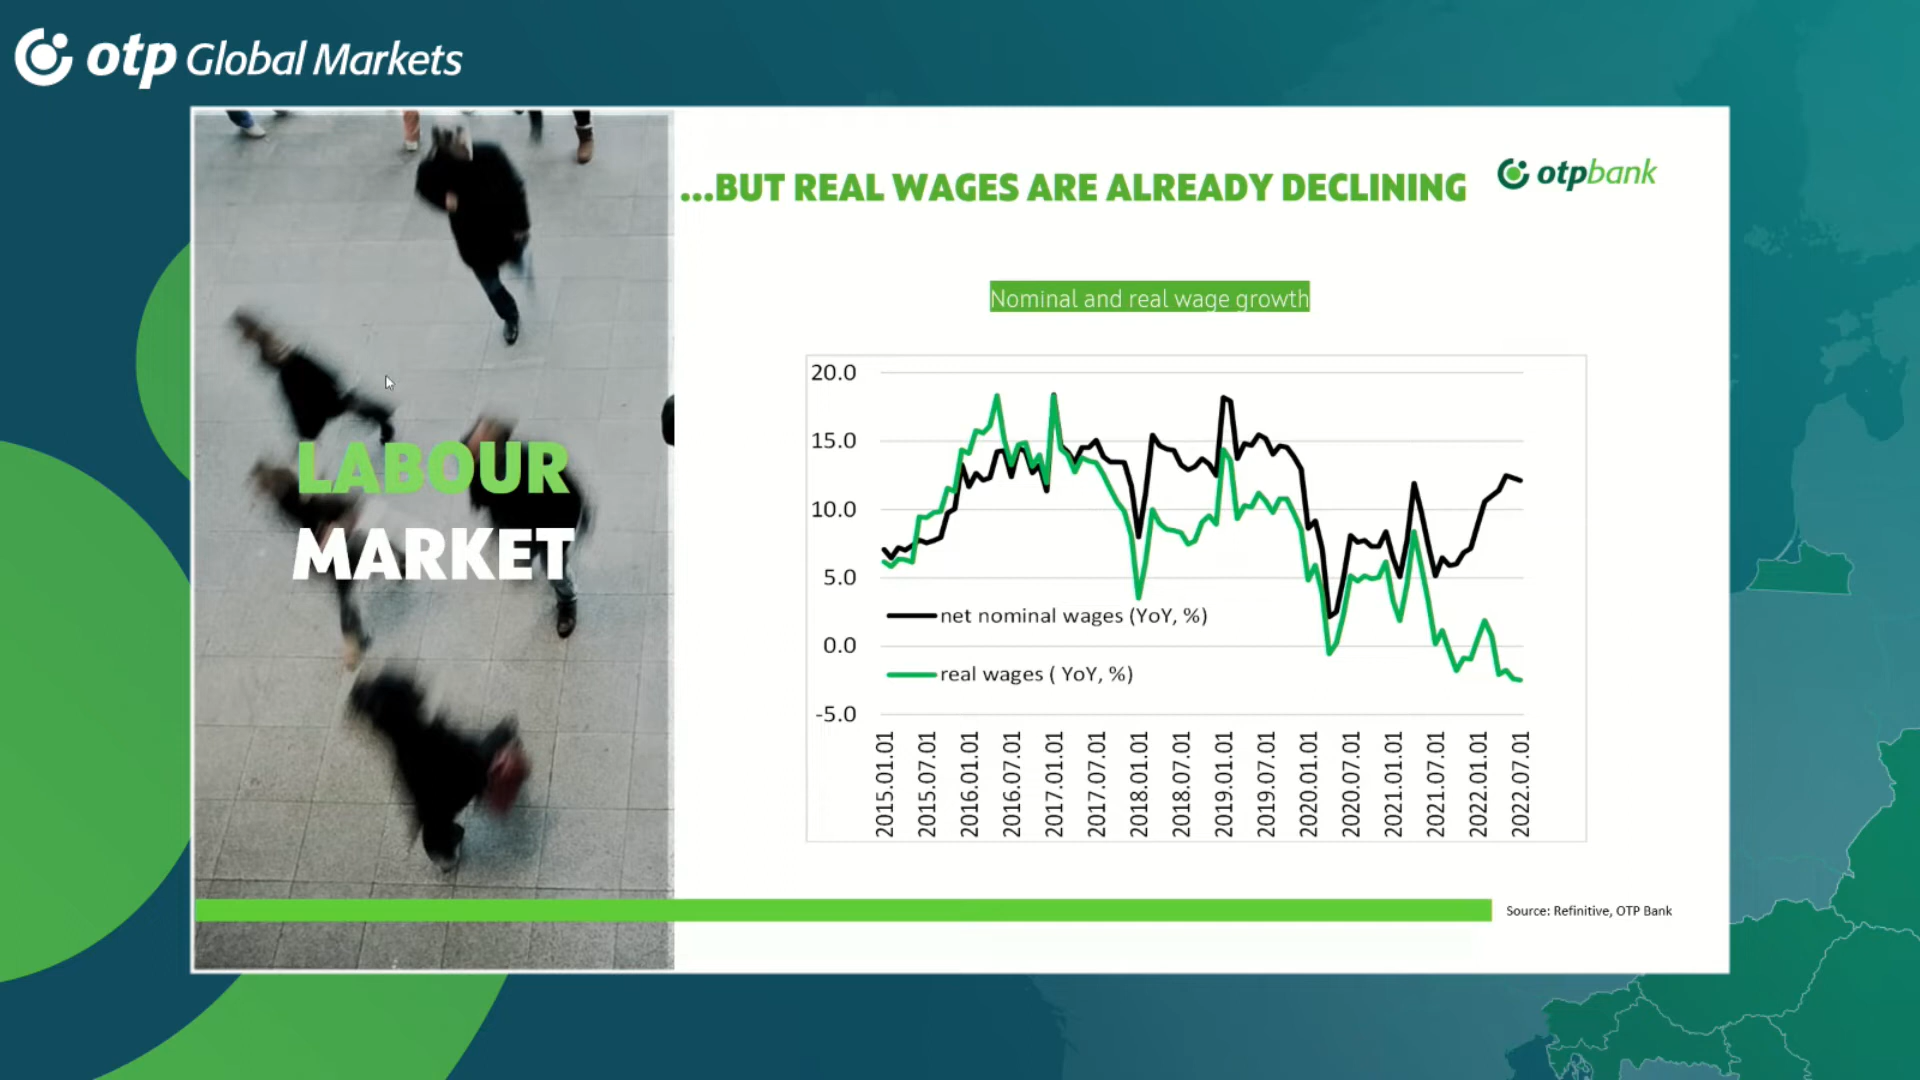 otp Global Markets
...BUT REAL WAGES ARE ALREADY DECLINING
otpbank
LABOUR
MARKET
Nominal and real wage growth
20.0
15.0
10.0
5.0
0.0
-5.0
net nominal wages (YoY, %)
real wages ( YoY, %)
2015.01.01
2015.07.01
2016.01.01
2016.07.01
2017.01.01
2017.07.01
2018.01.01
2018.07.01
2019.01.01
2019.07.01
2020.01.01
2020.07.01
2021.01.01
2021.07.01
2022.01.01
2022.07.01
Source: Refinitive, OTP Bank